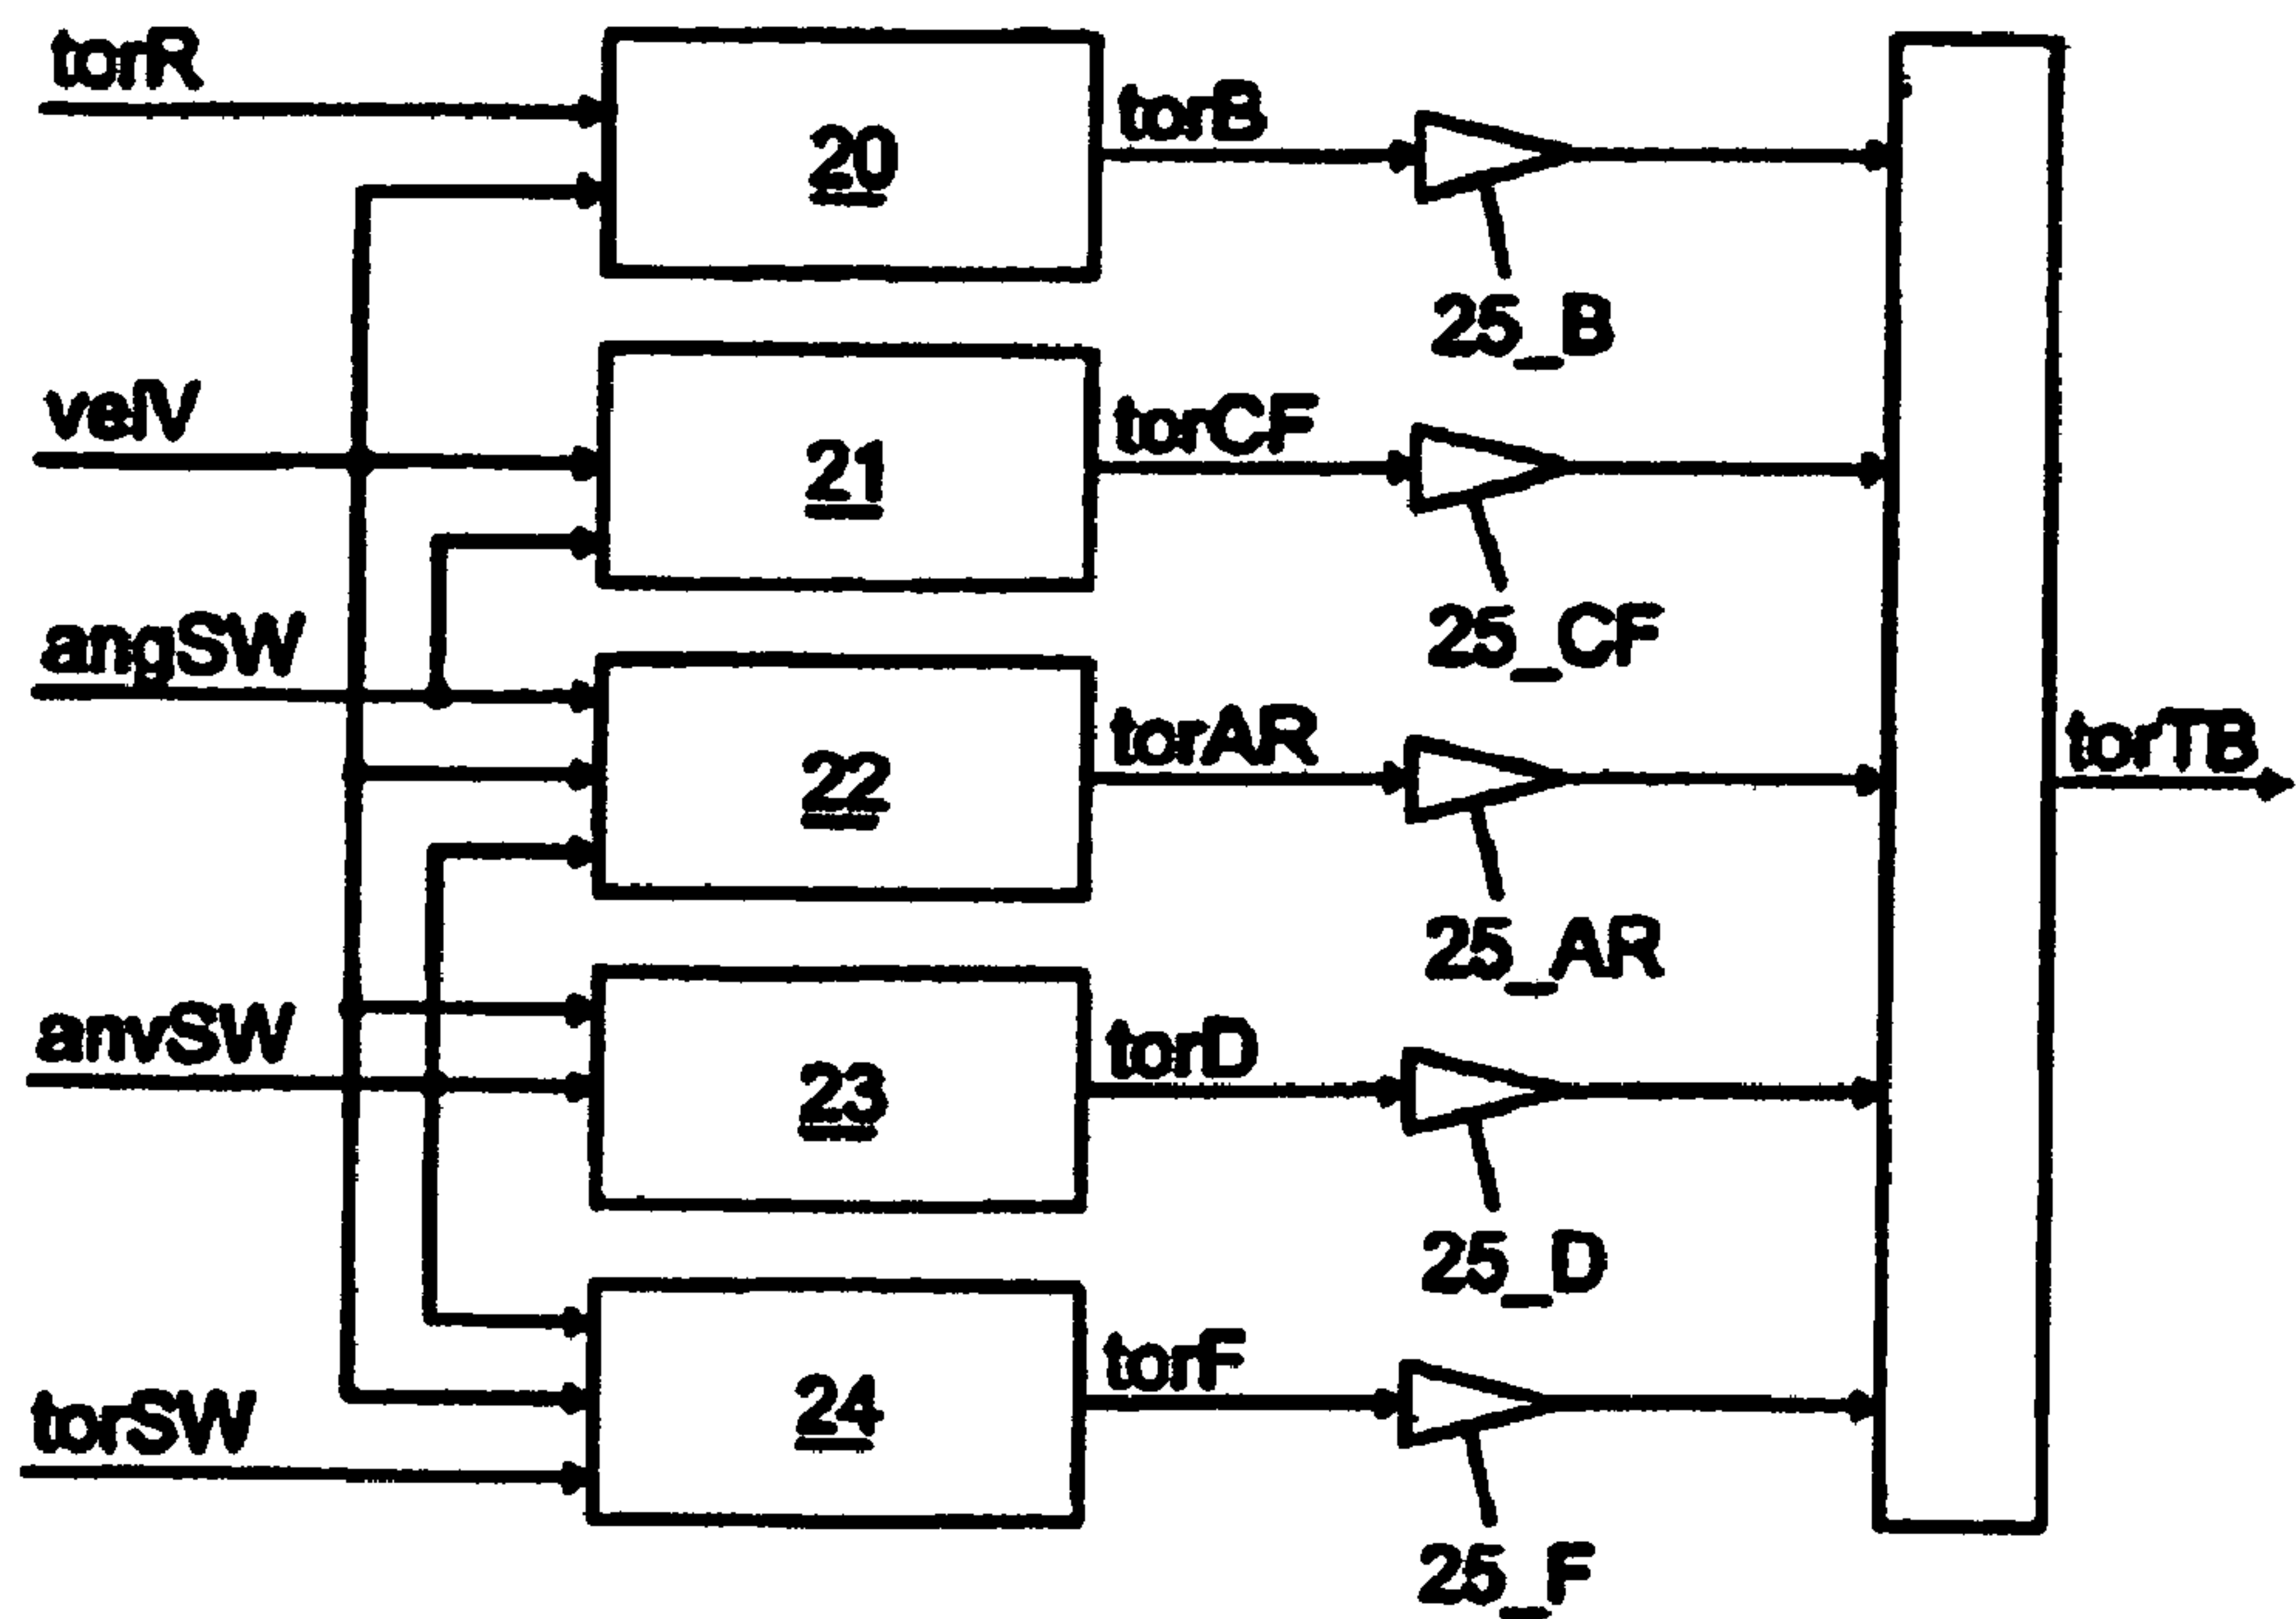 torR
20
torB
25_B
velV
21
torCF
25_CF
angSW
22
torAR
25_AR
torTB
anvSW
23
torD
25_D
torSW
24
torF
25_F